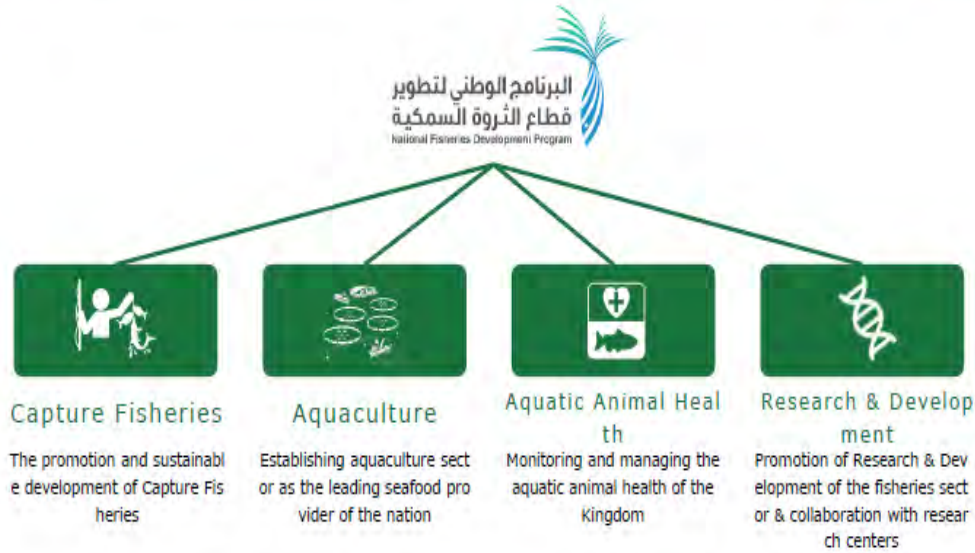 البرنامج الوطني لتطوير
قطاع الثروة السمكية
National Fisheries Development Program
Capture Fisheries
The promotion and sustainabl
e development of Capture Fis
heries
Aquaculture
Establishing aquaculture sect
or as the leading seafood pro
vider of the nation
Aquatic Animal Heal
th
Monitoring and managing the
aquatic animal health of the
Kingdom
Research & Develop
ment
Promotion of Research & Dev
elopment of the fisheries sect
or & collaboration with resear
ch centers